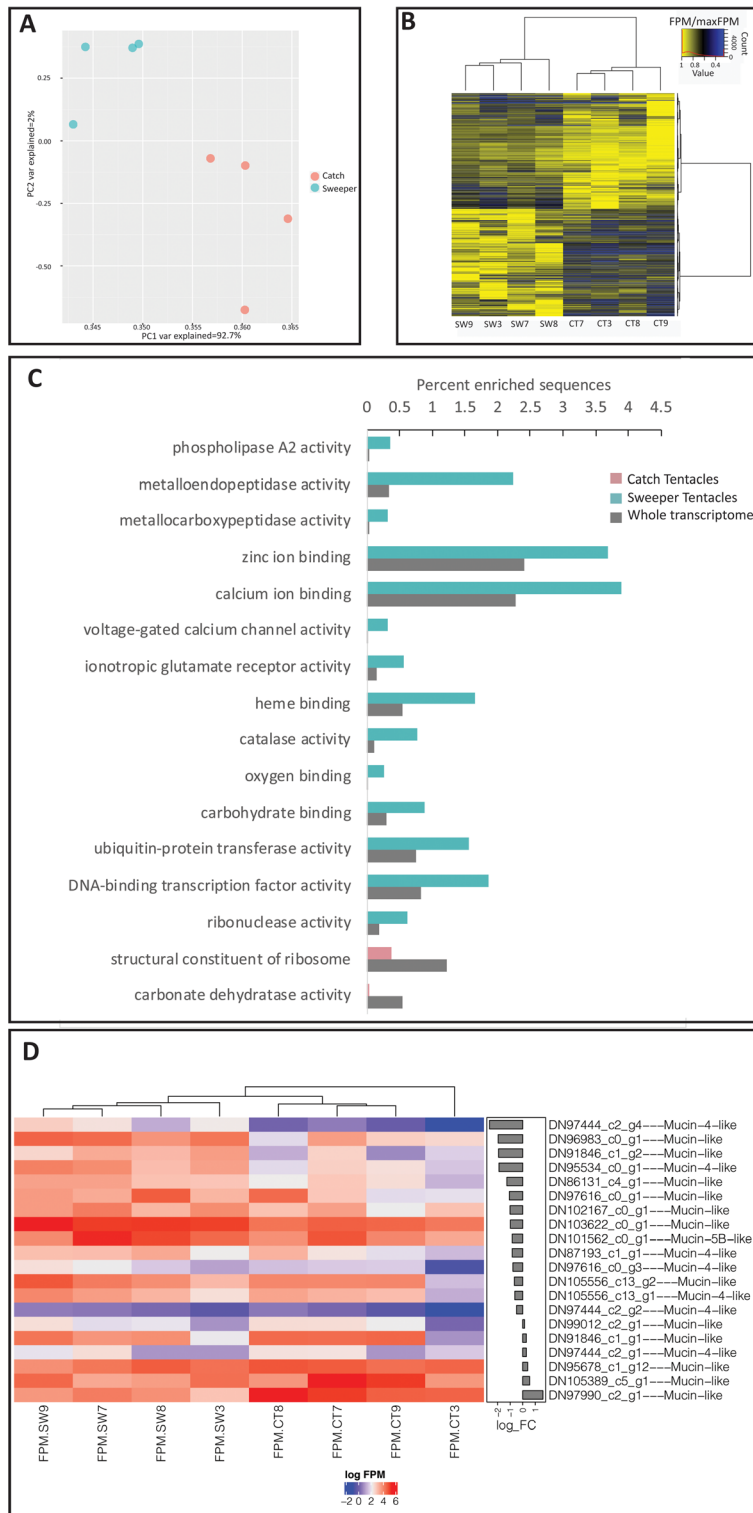 A
0.25
0.00
-0.25
-0.50
PC2 var explained=2%
0.345
0.350
0.355
0.360
0.365
PC1 var explained=92.7%
Catch
Sweeper
B
FPM/maxFPM
Count
0
4000
1 0.8 0.4
Value
SW9 SW3 SW7 SW8 CT7 CT3 CT8 CT9
C
Percent enriched sequences
0 0.5 1 1.5 2 2.5 3 3.5 4 4.5
phospholipase A2 activity
metalloendopeptidase activity
metallocarboxypeptidase activity
zinc ion binding
calcium ion binding
voltage-gated calcium channel activity
ionotropic glutamate receptor activity
heme binding
catalase activity
oxygen binding
carbohydrate binding
ubiquitin-protein transferase activity
DNA-binding transcription factor activity
ribonuclease activity
structural constituent of ribosome
carbonate dehydratase activity
Catch Tentacles
Sweeper Tentacles
Whole transcriptome
D
DN97444_c2_g4---Mucin-4-like
DN96983_c0_g1---Mucin-like
DN91846_c1_g2---Mucin-like
DN95534_c0_g1---Mucin-4-like
DN86131_c4_g1---Mucin-like
DN97616_c0_g1---Mucin-like
DN102167_c0_g1---Mucin-like
DN103622_c0_g1---Mucin-like
DN101562_c0_g1---Mucin-5B-like
DN87193_c1_g1---Mucin-4-like
DN97616_c0_g3---Mucin-4-like
DN105556_c13_g2---Mucin-like
DN105556_c13_g1---Mucin-4-like
DN97444_c2_g2---Mucin-4-like
DN99012_c2_g1---Mucin-like
DN91846_c1_g1---Mucin-like
DN97444_c2_g1---Mucin-4-like
DN95678_c1_g12---Mucin-like
DN105389_c5_g1---Mucin-like
DN97990_c2_g1---Mucin-like
FPM.SW9
FPM.SW7
FPM.SW8
FPM.SW3
FPM.CT8
FPM.CT7
FPM.CT9
FPM.CT3
-2
-1
0
1
log_FC
log FPM
-2 0 2 4 6